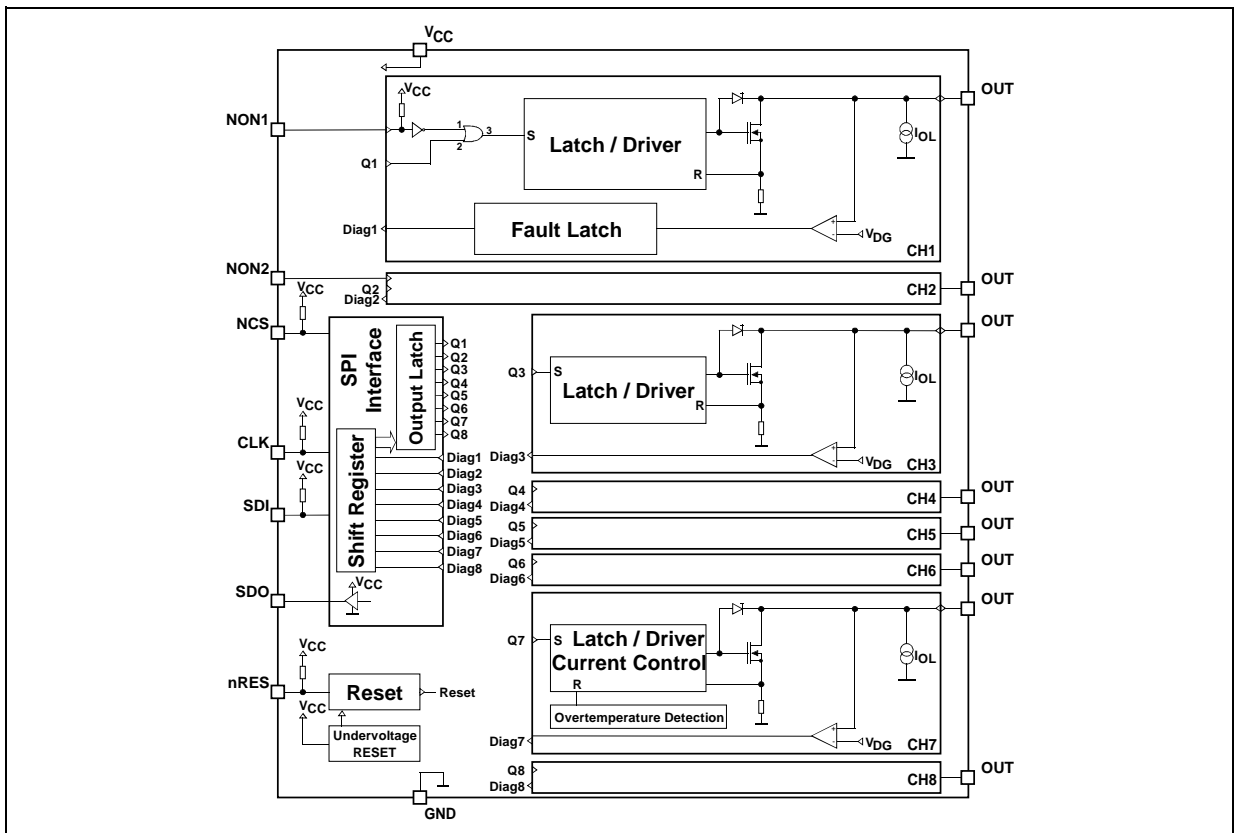 VCC
OUT
VCC
NON1
1
2
3
S
Latch / Driver
R
IOL
Q1
Diag1
Fault Latch
+
-
VDG
CH1
NON2
Q2
Diag2
CH2
OUT
VCC
NCS
SPI Interface
Output Latch
Q1
Q2
Q3
Q4
Q5
Q6
Q7
Q8
VCC
CLK
VCC
SDI
Shift Register
Diag1
Diag2
Diag3
Diag4
Diag5
Diag6
Diag7
Diag8
SDO
VCC
OUT
Q3
S
Latch / Driver
R
IOL
Diag3
+
-
VDG
CH3
Q4
Diag4
CH4
OUT
Q5
Diag5
CH5
OUT
Q6
Diag6
CH6
OUT
OUT
Q7
S
Latch / Driver
Current Control
R
Overtemperature Detection
IOL
Diag7
+
-
VDG
CH7
Q8
Diag8
CH8
OUT
VCC
nRES
Reset
Reset
VCC
Undervoltage
RESET
GND